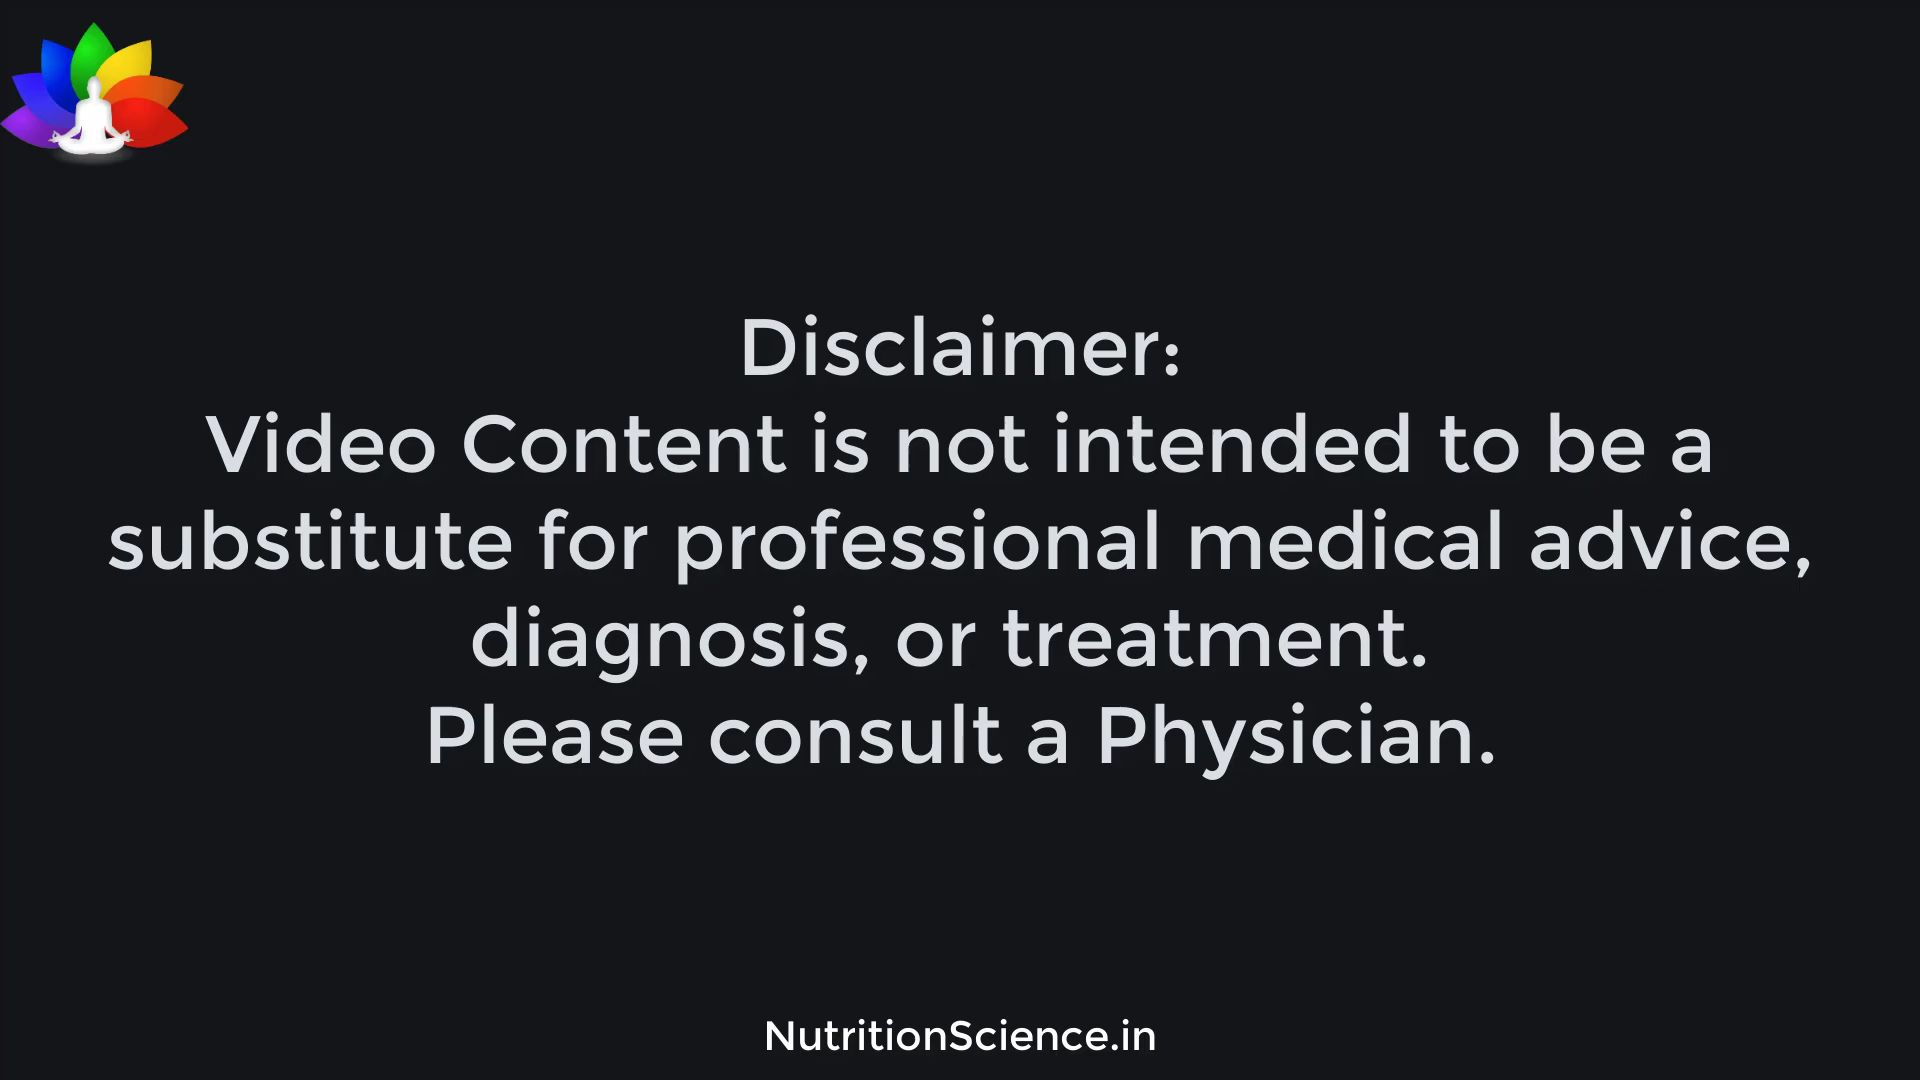 Disclaimer:
Video Content is not intended to be a
substitute for professional medical advice,
diagnosis, or treatment.
Please consult a Physician.
NutritionScience.in